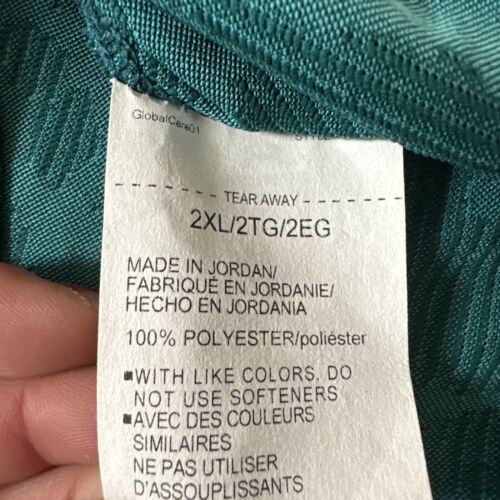 GlobalCare01
TEAR AWAY
2XL/2TG/2EG
MADE IN JORDAN/
FABRIQUÉ EN JORDANIE/
HECHO EN JORDANIA
100% POLYESTER/poliéster
▪WITH LIKE COLORS. DO
NOT USE SOFTENERS
▪AVEC DES COULEURS
SIMILAIRES
NE PAS UTILISER
D'ASSOUPLISSANTS